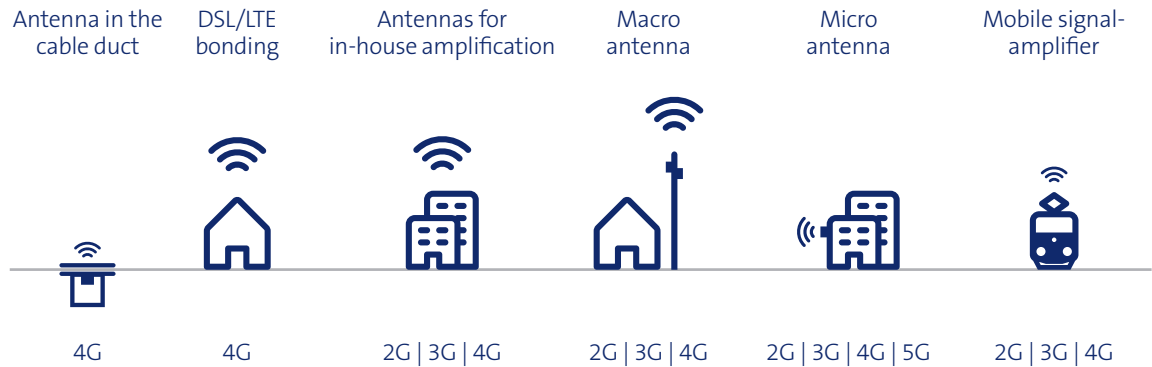 Antenna in the
cable duct
DSL/LTE
bonding
Antennas for
in-house amplification
Macro
antenna
Micro
antenna
Mobile signal-
amplifier
4G
4G
2G | 3G | 4G
2G | 3G | 4G
2G | 3G | 4G | 5G
2G | 3G | 4G